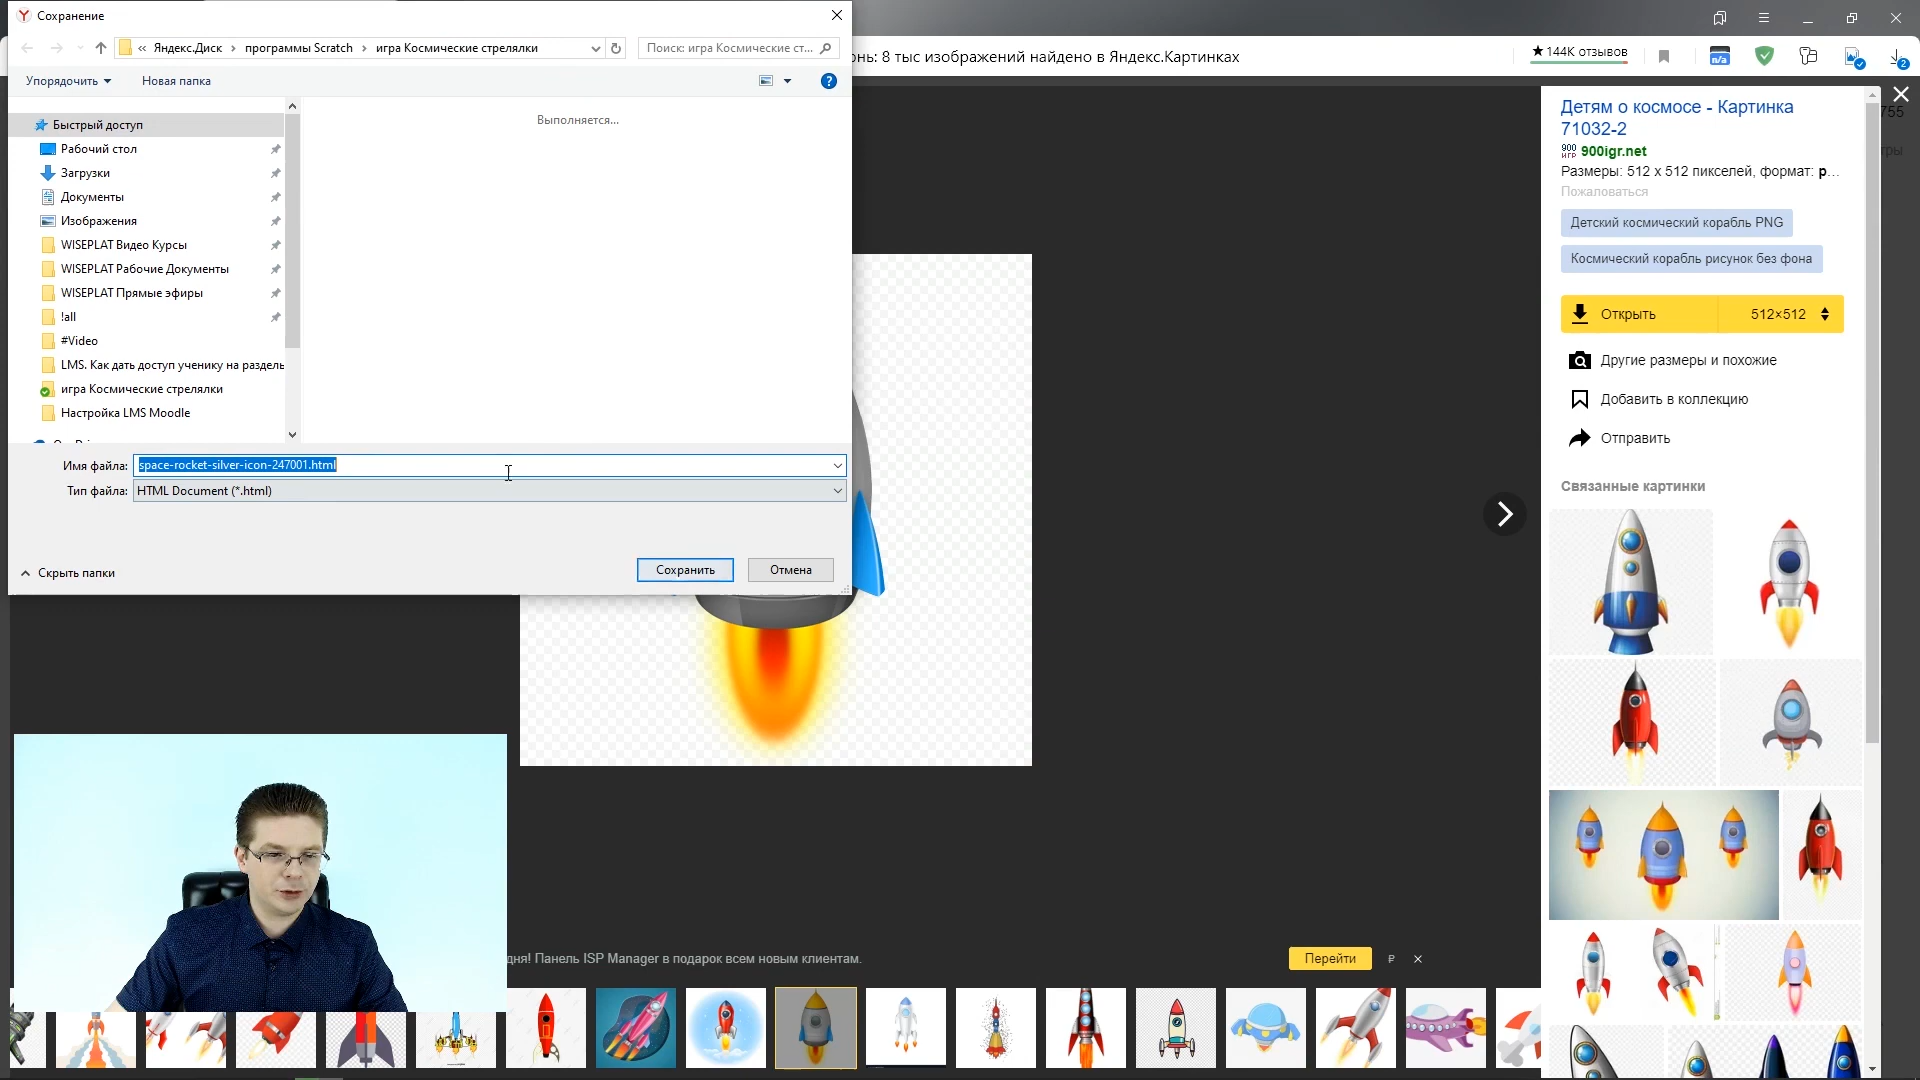 Сохранение
« Яндекс.Диск › программы Scratch › игра Космические стрелялки
Поиск: игра Космические ст...
Упорядочить
Новая папка
Быстрый доступ
Рабочий стол
Загрузки
Документы
Изображения
WISEPLAT Видео Курсы
WISEPLAT Рабочие Документы
WISEPLAT Прямые эфиры
!all
#Video
LMS. Как дать доступ ученику на раздель
игра Космические стрелялки
Настройка LMS Moodle
Выполняется...
Имя файла: space-rocket-silver-icon-247001.html
Тип файла: HTML Document (*.html)
Скрыть папки
Сохранить
Отмена
онь: 8 тыс изображений найдено в Яндекс.Картинках
★144K отзывов
n/a
2
755
Детям о космосе - Картинка
71032-2
900
ИГР
900igr.net
Размеры: 512 x 512 пикселей, формат: p...
Пожаловаться
Детский космический корабль PNG
Космический корабль рисунок без фона
Открыть
512×512
Другие размеры и похожие
Добавить в коллекцию
Отправить
Связанные картинки
дня! Панель ISP Manager в подарок всем новым клиентам.
Перейти